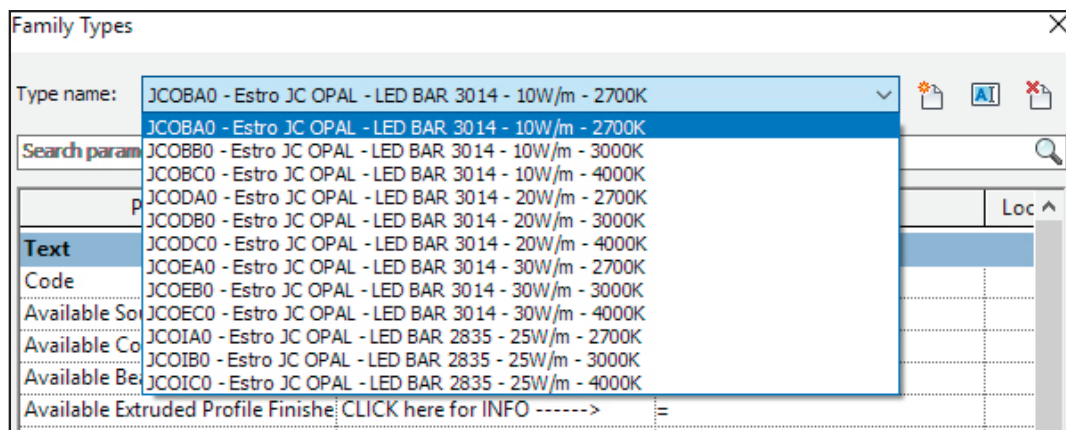 Family Types
Type name: JCOBA0 - Estro JC OPAL - LED BAR 3014 - 10W/m - 2700K
JCOBA0 - Estro JC OPAL - LED BAR 3014 - 10W/m - 2700K
Search param JCOBB0 - Estro JC OPAL - LED BAR 3014 - 10W/m - 3000K
JCOBC0 - Estro JC OPAL - LED BAR 3014 - 10W/m - 4000K
P JCODA0 - Estro JC OPAL - LED BAR 3014 - 20W/m - 2700K Loc
JCODB0 - Estro JC OPAL - LED BAR 3014 - 20W/m - 3000K
Text JCODC0 - Estro JC OPAL - LED BAR 3014 - 20W/m - 4000K
JCOEA0 - Estro JC OPAL - LED BAR 3014 - 30W/m - 2700K
Code JCOEB0 - Estro JC OPAL - LED BAR 3014 - 30W/m - 3000K
Available Sou JCOEC0 - Estro JC OPAL - LED BAR 3014 - 30W/m - 4000K
JCOIA0 - Estro JC OPAL - LED BAR 2835 - 25W/m - 2700K
Available Co JCOIB0 - Estro JC OPAL - LED BAR 2835 - 25W/m - 3000K
Available Bea JCOIC0 - Estro JC OPAL - LED BAR 2835 - 25W/m - 4000K
Available Extruded Profile Finishe CLICK here for INFO ------> =